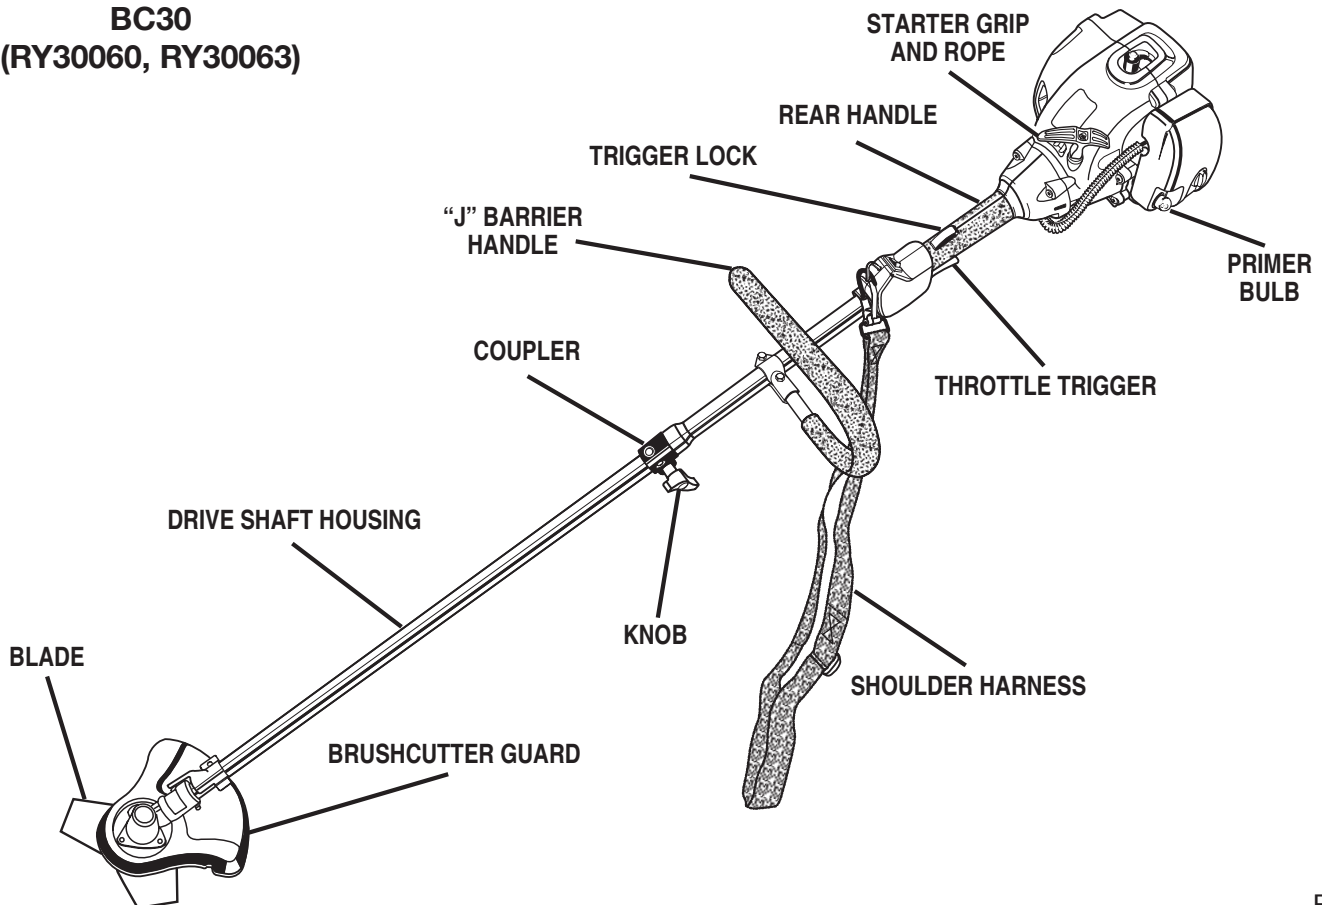 BC30
(RY30060, RY30063)
STARTER GRIP
AND ROPE
REAR HANDLE
TRIGGER LOCK
“J” BARRIER
HANDLE
PRIMER
BULB
COUPLER
THROTTLE TRIGGER
DRIVE SHAFT HOUSING
KNOB
BLADE
SHOULDER HARNESS
BRUSHCUTTER GUARD